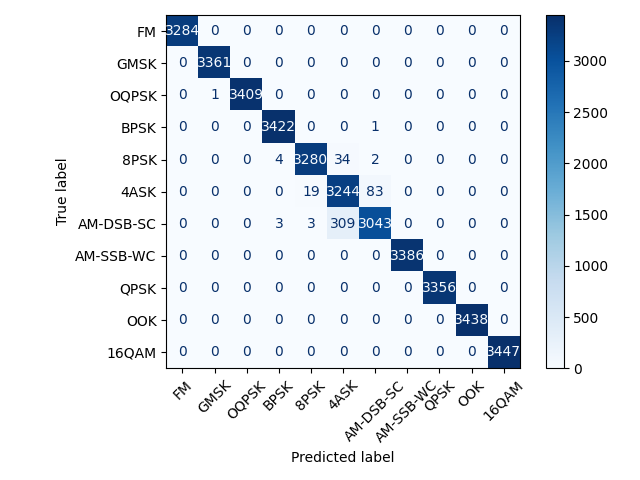 FM 3284 0 0 0 0 0 0 0 0 0 0
GMSK 0 3361 0 0 0 0 0 0 0 0 0
OQPSK 0 1 3409 0 0 0 0 0 0 0 0
BPSK 0 0 0 3422 0 0 1 0 0 0 0
8PSK 0 0 0 4 3280 34 2 0 0 0 0
4ASK 0 0 0 0 19 3244 83 0 0 0 0
AM-DSB-SC 0 0 0 3 3 309 3043 0 0 0 0
AM-SSB-WC 0 0 0 0 0 0 0 3386 0 0 0
QPSK 0 0 0 0 0 0 0 0 3356 0 0
OOK 0 0 0 0 0 0 0 0 0 3438 0
16QAM 0 0 0 0 0 0 0 0 0 0 3447
FM GMSK OQPSK BPSK 8PSK 4ASK AM-DSB-SC AM-SSB-WC QPSK OOK 16QAM
Predicted label
True label
3000
2500
2000
1500
1000
500
0